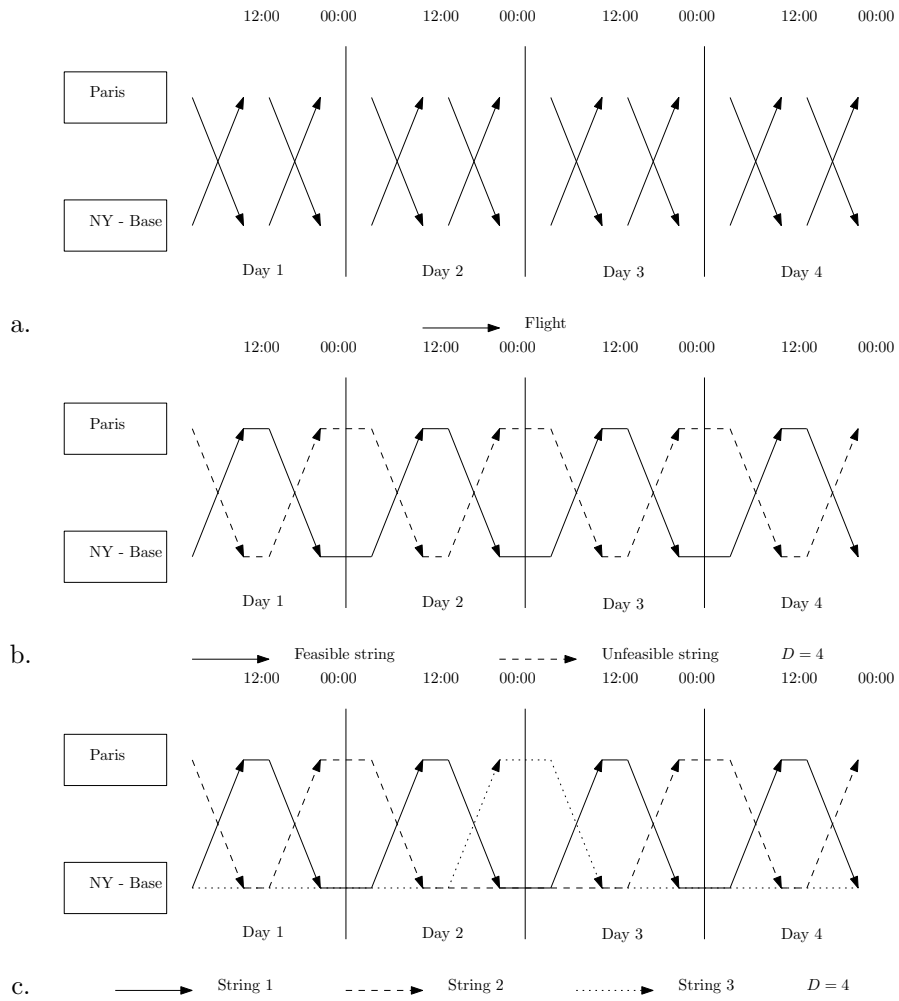 12:00 00:00 12:00 00:00 12:00 00:00 12:00 00:00
Paris
NY - Base
Day 1 Day 2 Day 3 Day 4
a. Flight
12:00 00:00 12:00 00:00 12:00 00:00 12:00 00:00
Paris
NY - Base
Day 1 Day 2 Day 3 Day 4
b. Feasible string Unfeasible string D = 4
12:00 00:00 12:00 00:00 12:00 00:00 12:00 00:00
Paris
NY - Base
Day 1 Day 2 Day 3 Day 4
c. String 1 String 2 String 3 D = 4